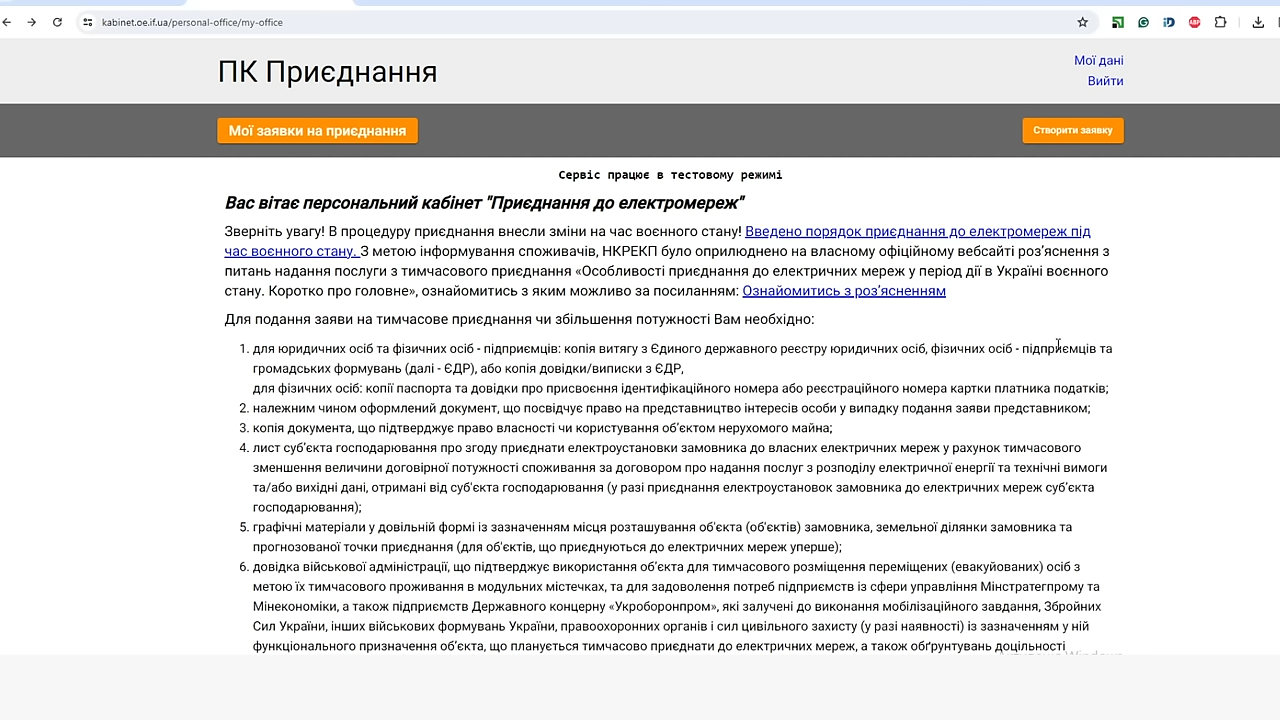 kabinet.oe.if.ua/personal-office/my-office
ПК Приєднання
Мої дані
Вийти
Мої заявки на приєднання
Створити заявку
Сервіс працює в тестовому режимі
Вас вітає персональний кабінет "Приєднання до електромереж"
Зверніть увагу! В процедуру приєднання внесли зміни на час воєнного стану! Введено порядок приєднання до електромереж під
час воєнного стану. З метою інформування споживачів, НКРЕКП було оприлюднено на власному офіційному вебсайті роз’яснення з
питань надання послуги з тимчасового приєднання «Особливості приєднання до електричних мереж у період дії в Україні воєнного
стану. Коротко про головне», ознайомитись з яким можливо за посиланням: Ознайомитись з роз’ясненням
Для подання заяви на тимчасове приєднання чи збільшення потужності Вам необхідно:
1. для юридичних осіб та фізичних осіб - підприємців: копія витягу з Єдиного державного реєстру юридичних осіб, фізичних осіб - підприємців та
громадських формувань (далі - ЄДР), або копія довідки/виписки з ЄДР,
для фізичних осіб: копії паспорта та довідки про присвоєння ідентифікаційного номера або реєстраційного номера картки платника податків;
2. належним чином оформлений документ, що посвідчує право на представництво інтересів особи у випадку подання заяви представником;
3. копія документа, що підтверджує право власності чи користування об’єктом нерухомого майна;
4. лист суб’єкта господарювання про згоду приєднати електроустановки замовника до власних електричних мереж у рахунок тимчасового
зменшення величини договірної потужності споживання за договором про надання послуг з розподілу електричної енергії та технічні вимоги
та/або вихідні дані, отримані від суб'єкта господарювання (у разі приєднання електроустановок замовника до електричних мереж суб’єкта
господарювання);
5. графічні матеріали у довільній формі із зазначенням місця розташування об'єкта (об'єктів) замовника, земельної ділянки замовника та
прогнозованої точки приєднання (для об’єктів, що приєднуються до електричних мереж уперше);
6. довідка військової адміністрації, що підтверджує використання об’єкта для тимчасового розміщення переміщених (евакуйованих) осіб з
метою їх тимчасового проживання в модульних містечках, та для задоволення потреб підприємств із сфери управління Мінстратегпрому та
Мінекономіки, а також підприємств Державного концерну «Укроборонпром», які залучені до виконання мобілізаційного завдання, Збройних
Сил України, інших військових формувань України, правоохоронних органів і сил цивільного захисту (у разі наявності) із зазначенням у ній
функціонального призначення об’єкта, що планується тимчасово приєднати до електричних мереж, а також обґрунтувань доцільності